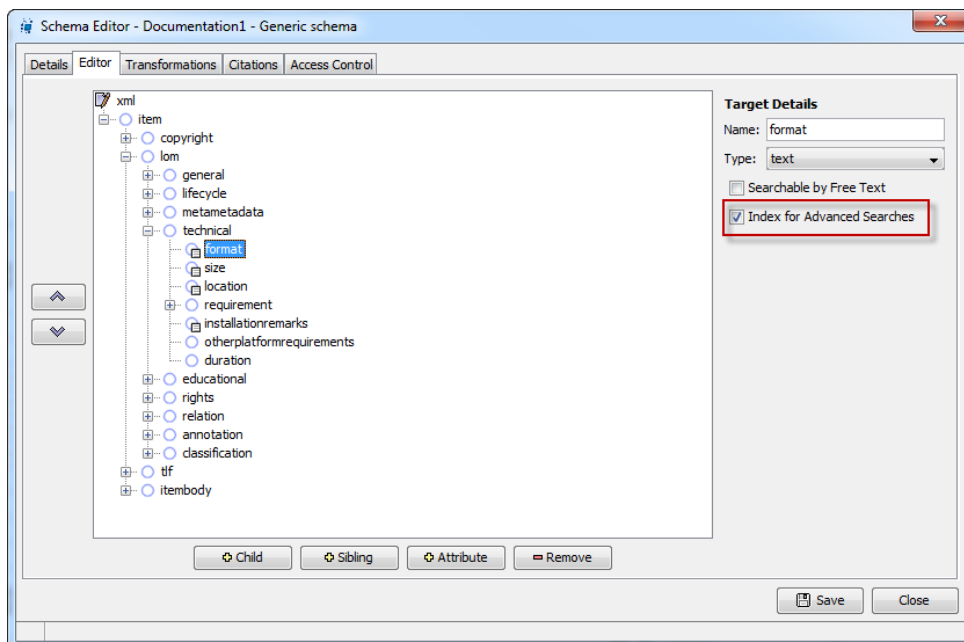 Schema Editor - Documentation1 - Generic schema
Details Editor Transformations Citations Access Control
xml
item
copyright
lom
general
lifecycle
metametadata
technical
format
size
location
requirement
installationremarks
otherplatformrequirements
duration
educational
rights
relation
annotation
classification
tlf
itembody
Target Details
Name: format
Type: text
Searchable by Free Text
Index for Advanced Searches
Child Sibling Attribute Remove
Save Close